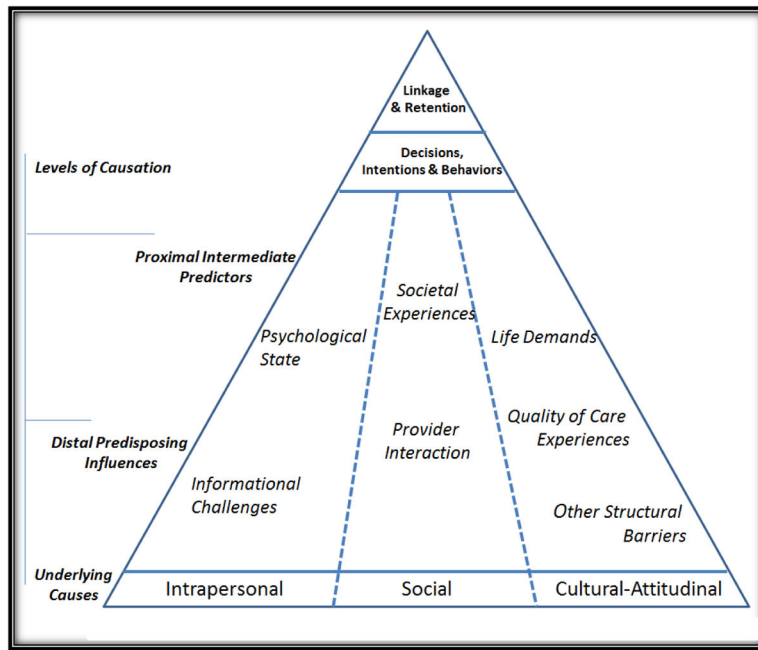 Linkage
& Retention
Decisions,
Intentions & Behaviors
Levels of Causation
Proximal Intermediate
Predictors
Societal
Experiences
Psychological
State
Life Demands
Quality of Care
Experiences
Provider
Interaction
Distal Predisposing
Influences
Informational
Challenges
Other Structural
Barriers
Underlying
Causes
Intrapersonal
Social
Cultural-Attitudinal